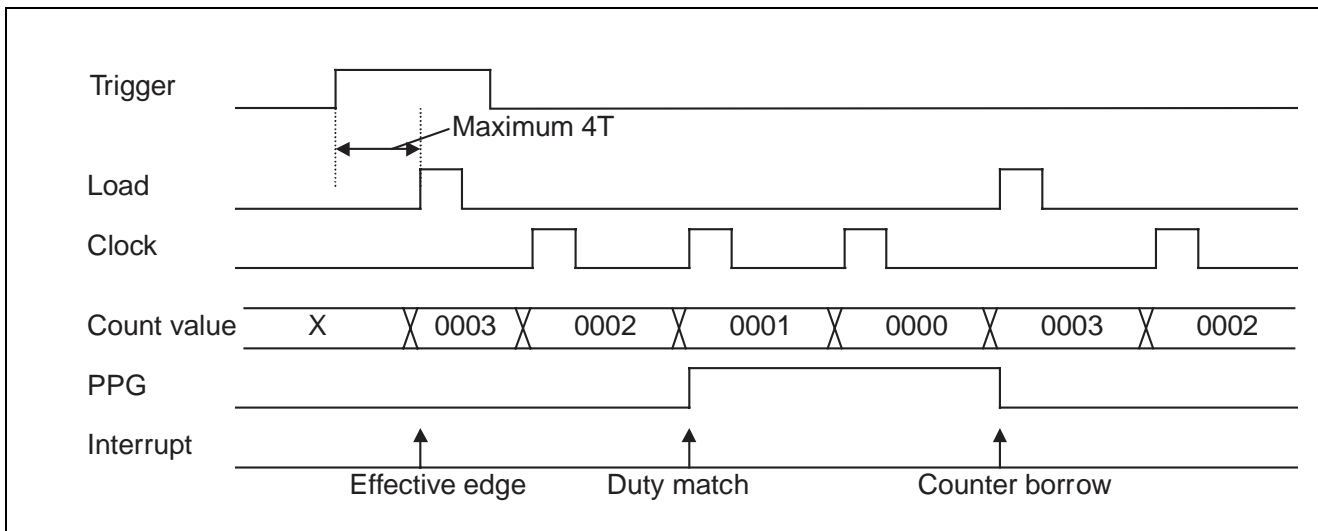 Trigger
Maximum 4T
Load
Clock
Count value X 0003 0002 0001 0000 0003 0002
PPG
Interrupt
Effective edge Duty match Counter borrow